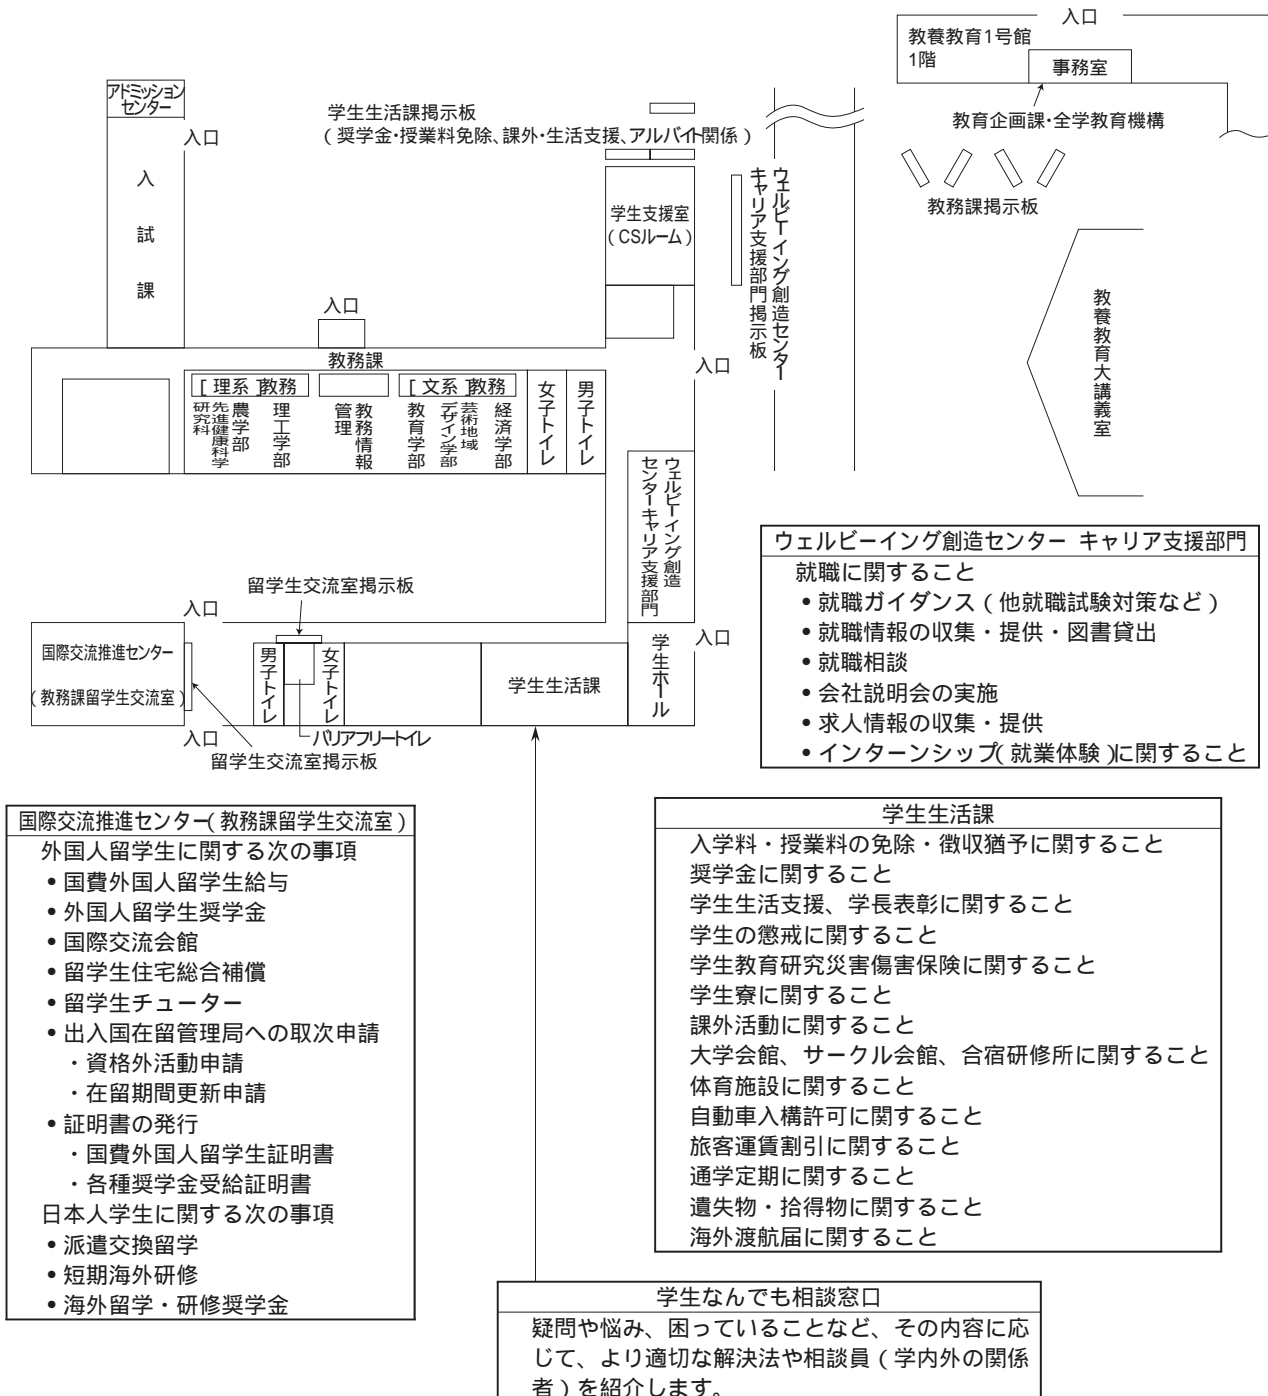 入口
教養教育1号館
1階
事務室
教育企画課・全学教育機構
教務課掲示板
教養教育大講義室
アドミッション
センター
入口
入試課
学生生活課掲示板
(奨学金・授業料免除、課外・生活支援、アルバイト関係)
学生支援室
(CSルーム)
ウェルビーイング創造センター
キャリア支援部門掲示板
入口
教務課
入口
[理系]教務
[文系]教務
先進健康科学
研究科
農学部
理工学部
教務情報
管理
教育学部
芸術地域
デザイン学部
経済学部
女子トイレ
男子トイレ
ウェルビーイング創造
センターキャリア支援部門
留学生交流室掲示板
入口
国際交流推進センター
(教務課留学生交流室)
男子トイレ
女子トイレ
学生生活課
学生ホール
入口
入口
バリアフリートイレ
留学生交流室掲示板
ウェルビーイング創造センター キャリア支援部門
就職に関すること
•就職ガイダンス(他就職試験対策など)
•就職情報の収集・提供・図書貸出
•就職相談
•会社説明会の実施
•求人情報の収集・提供
•インターンシップ(就業体験)に関すること
国際交流推進センター(教務課留学生交流室)
外国人留学生に関する次の事項
•国費外国人留学生給与
•外国人留学生奨学金
•国際交流会館
•留学生住宅総合補償
•留学生チューター
•出入国在留管理局への取次申請
・資格外活動申請
・在留期間更新申請
•証明書の発行
・国費外国人留学生証明書
・各種奨学金受給証明書
日本人学生に関する次の事項
•派遣交換留学
•短期海外研修
•海外留学・研修奨学金
学生生活課
入学料・授業料の免除・徴収猶予に関すること
奨学金に関すること
学生生活支援、学長表彰に関すること
学生の懲戒に関すること
学生教育研究災害傷害保険に関すること
学生寮に関すること
課外活動に関すること
大学会館、サークル会館、合宿研修所に関すること
体育施設に関すること
自動車入構許可に関すること
旅客運賃割引に関すること
通学定期に関すること
遺失物・拾得物に関すること
海外渡航届に関すること
学生なんでも相談窓口
疑問や悩み、困っていることなど、その内容に応
じて、より適切な解決法や相談員(学内外の関係
者)を紹介します。